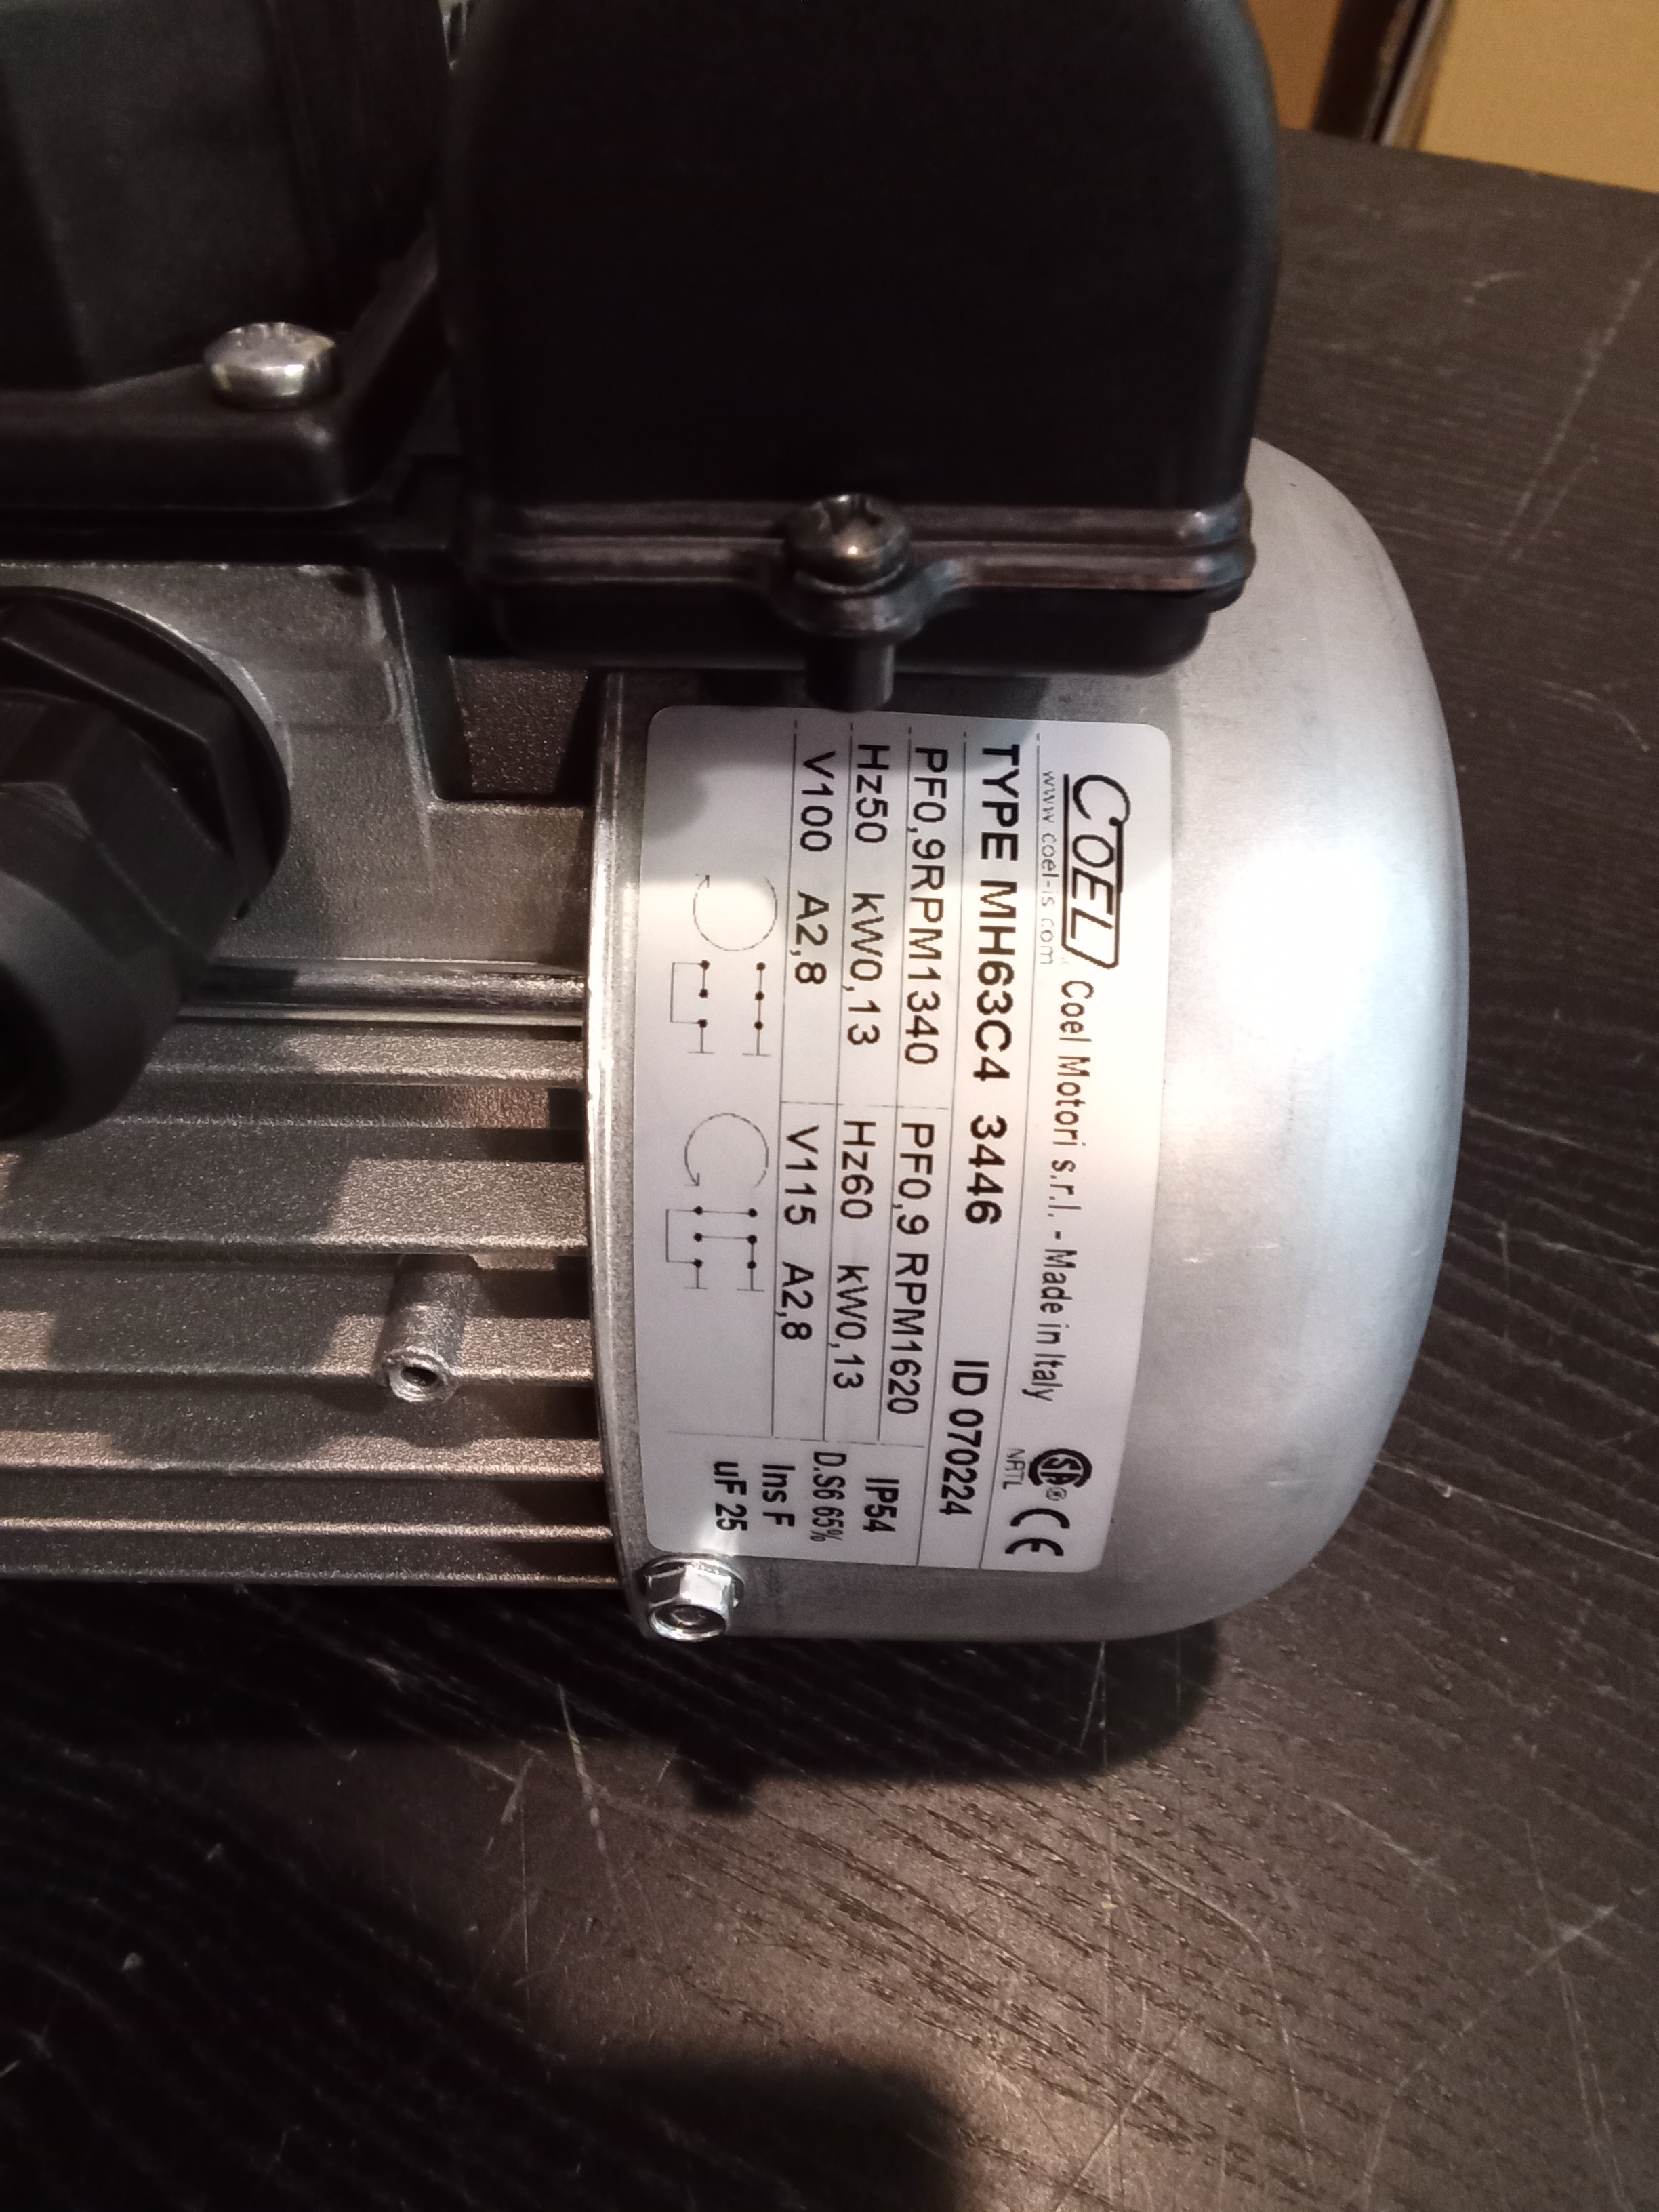 COEL Coel Motori s.r.l. - Made in Italy SA® CE
www.coel-is.com NRTL
TYPE MH63C4 3446 ID 070224
PF0,9RPM1340 PF0,9 RPM1620 IP54
Hz50 kW0,13 Hz60 kW0,13 D.S6 65%
V100 A2,8 V115 A2,8 Ins F
uF 25